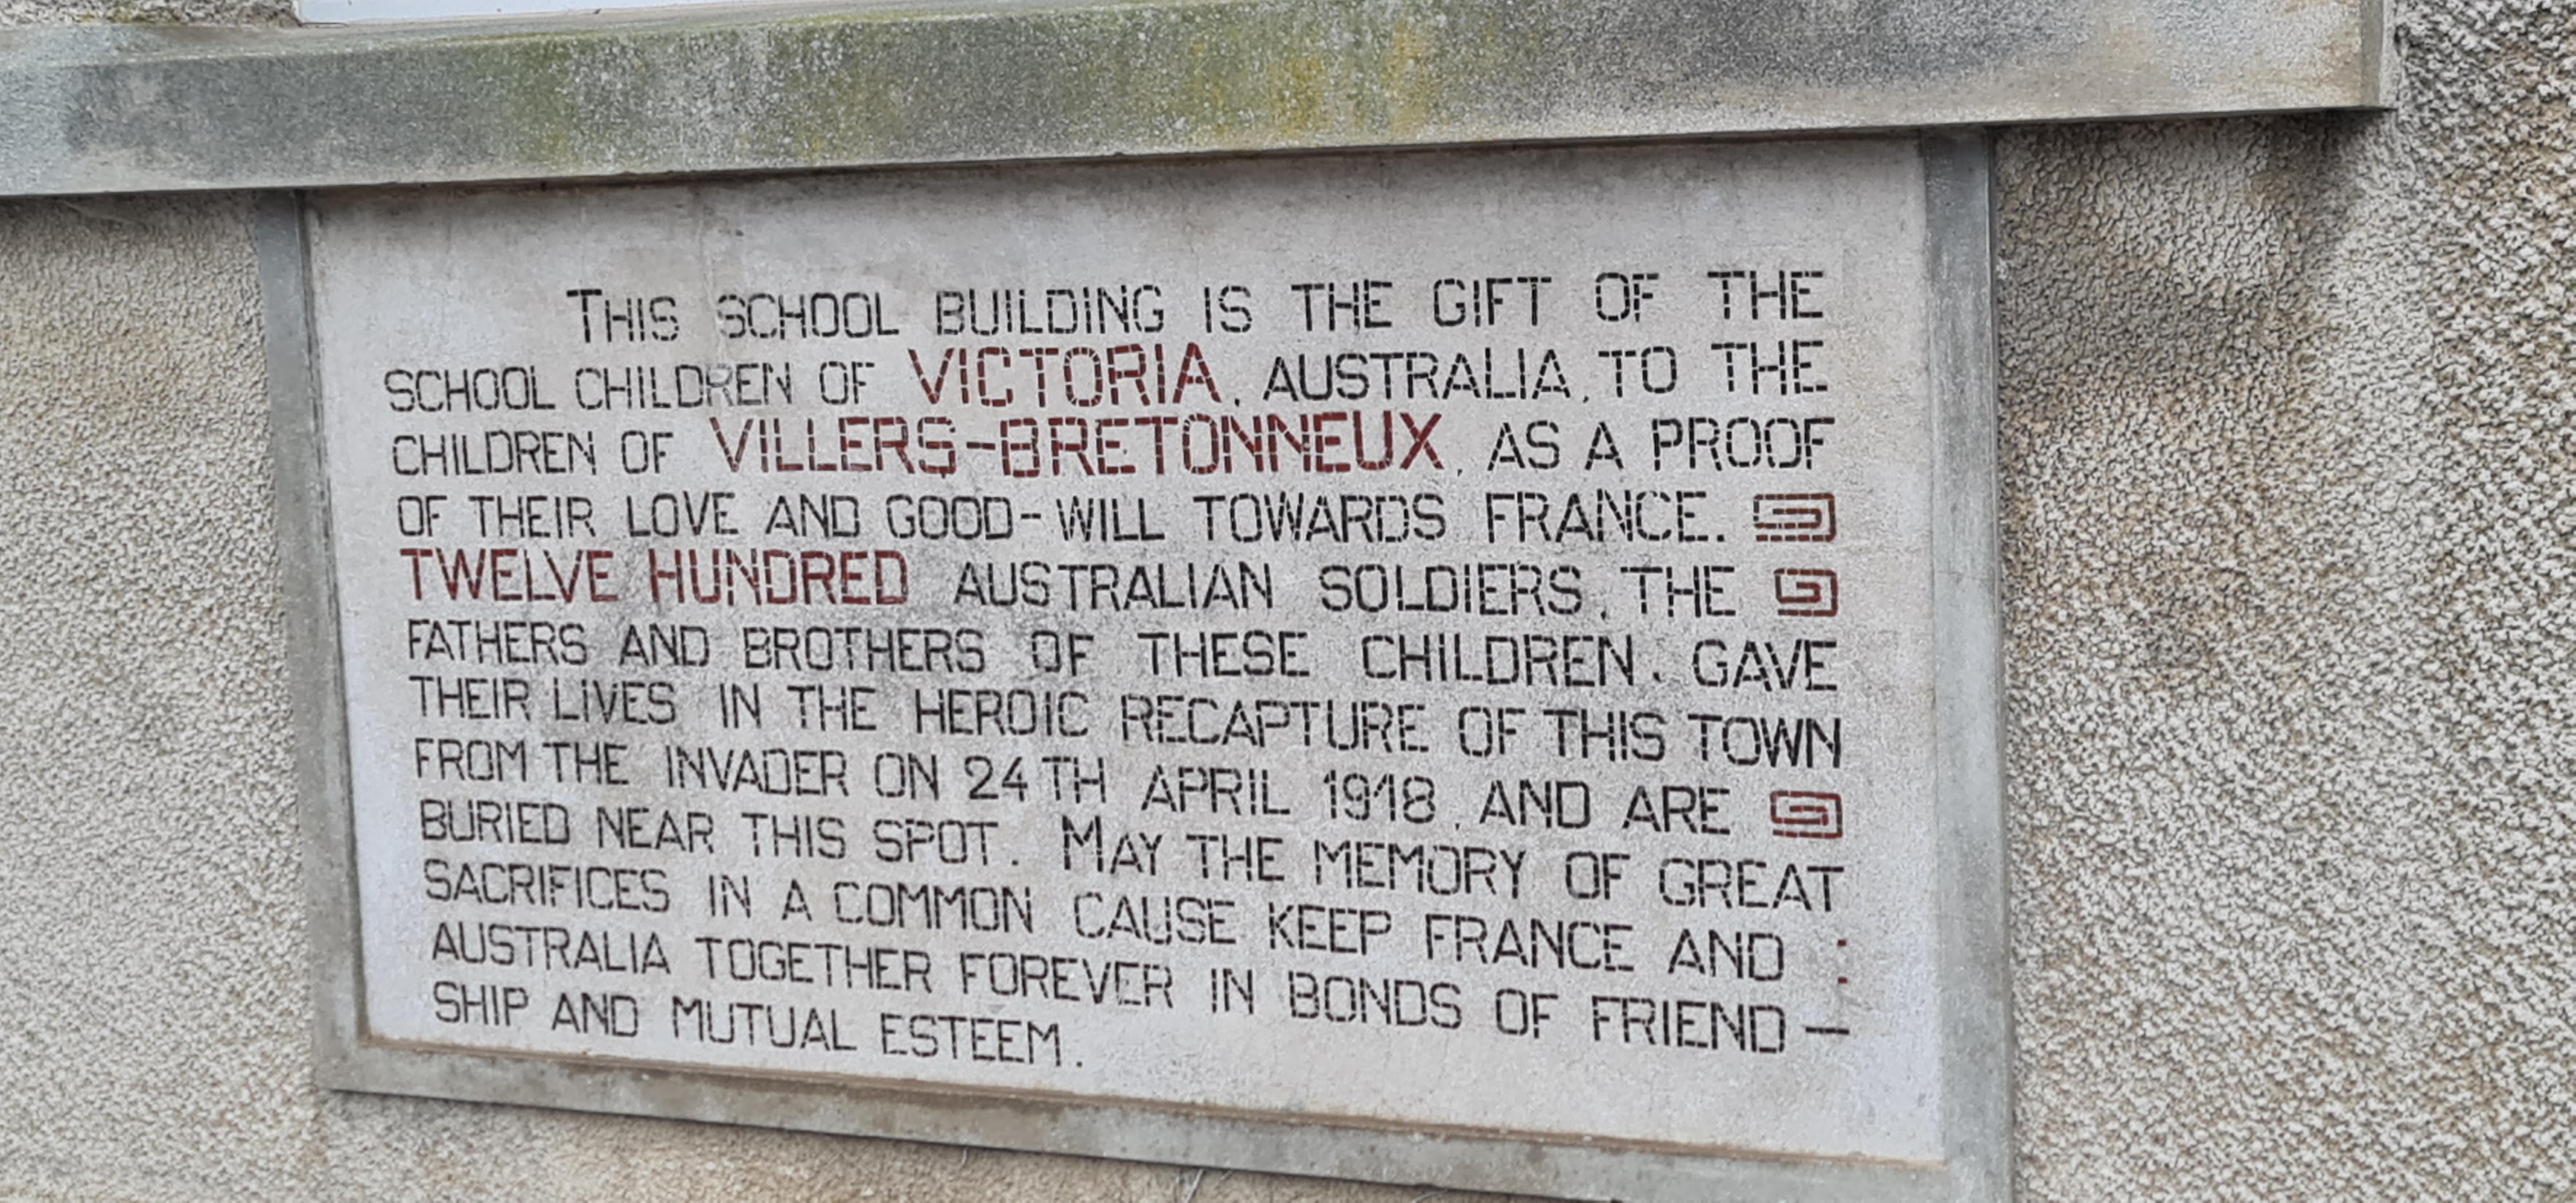 THIS SCHOOL BUILDING IS THE GIFT OF THE
SCHOOL CHILDREN OF VICTORIA, AUSTRALIA, TO THE
CHILDREN OF VILLERS-BRETONNEUX, AS A PROOF
OF THEIR LOVE AND GOOD-WILL TOWARDS FRANCE.
TWELVE HUNDRED AUSTRALIAN SOLDIERS, THE
FATHERS AND BROTHERS OF THESE CHILDREN, GAVE
THEIR LIVES IN THE HEROIC RECAPTURE OF THIS TOWN
FROM THE INVADER ON 24TH APRIL 1918, AND ARE
BURIED NEAR THIS SPOT. MAY THE MEMORY OF GREAT
SACRIFICES IN A COMMON CAUSE KEEP FRANCE AND :
AUSTRALIA TOGETHER FOREVER IN BONDS OF FRIEND-
SHIP AND MUTUAL ESTEEM.